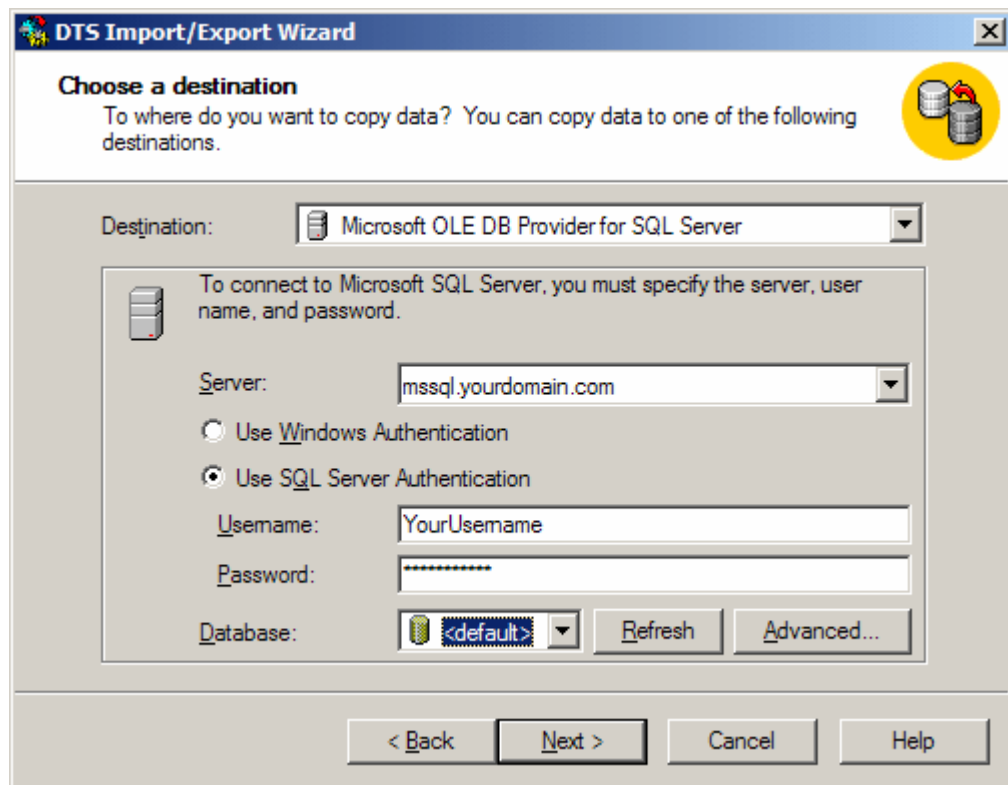 DTS Import/Export Wizard
Choose a destination
To where do you want to copy data? You can copy data to one of the following
destinations.
Destination: Microsoft OLE DB Provider for SQL Server
To connect to Microsoft SQL Server, you must specify the server, user
name, and password.
Server: mssql.yourdomain.com
Use Windows Authentication
Use SQL Server Authentication
Username: YourUsername
Password: ***********
Database: <default> Refresh Advanced...
< Back Next > Cancel Help